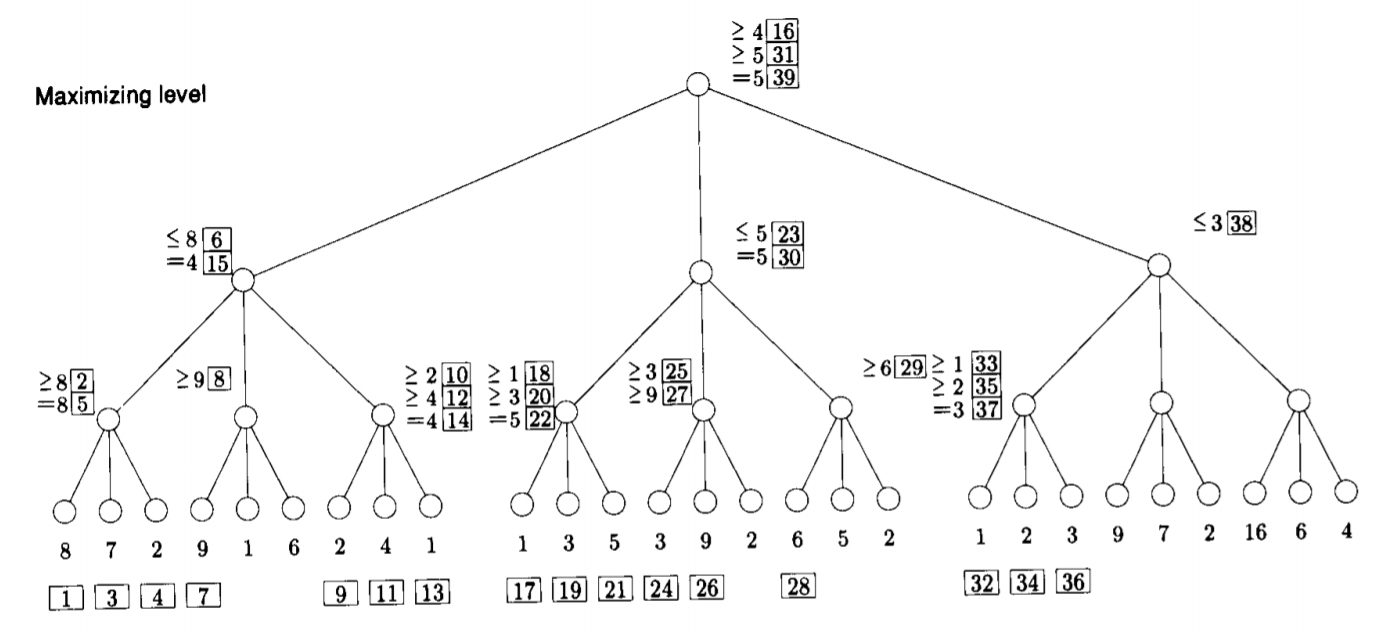 ≥ 4 16
≥ 5 31
=5 39
Maximizing level
≤ 8 6
=4 15
≤ 5 23
=5 30
≤ 3 38
≥8 2
=8 5
≥ 9 8
≥ 2 10
≥ 4 12
=4 14
≥ 1 18
≥ 3 20
=5 22
≥ 3 25
≥ 9 27
≥ 6 29
≥ 1 33
≥ 2 35
=3 37
8 7 2 9 1 6 2 4 1 1 3 5 3 9 2 6 5 2 1 2 3 9 7 2 16 6 4
1 3 4 7 9 11 13 17 19 21 24 26 28 32 34 36